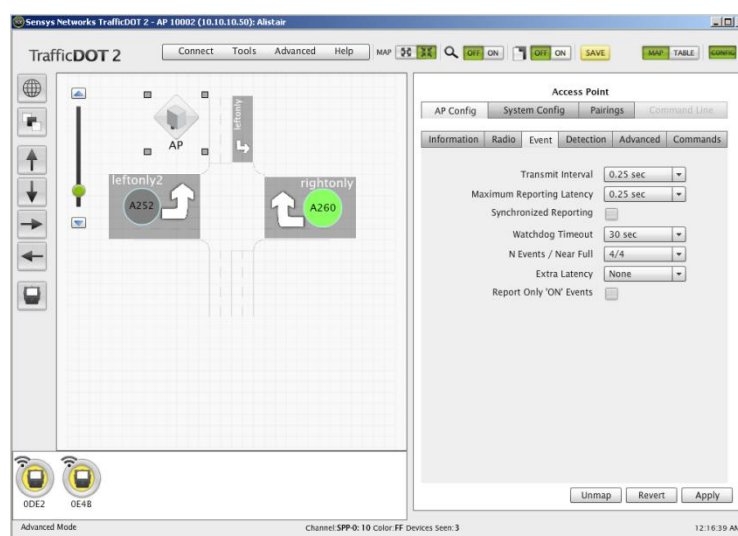 Sensys Networks TrafficDOT 2 - AP 10002 (10.10.10.50): Alistair
TrafficDOT 2
Connect Tools Advanced Help
MAP
OFF ON
OFF ON
SAVE
MAP TABLE
CONFIG
AP
leftonly
leftonly2
A252
rightonly
A260
0DE2
0E4B
Access Point
AP Config System Config Pairings Command Line
Information Radio Event Detection Advanced Commands
Transmit Interval 0.25 sec
Maximum Reporting Latency 0.25 sec
Synchronized Reporting
Watchdog Timeout 30 sec
N Events / Near Full 4/4
Extra Latency None
Report Only 'ON' Events
Unmap Revert Apply
Advanced Mode
Channel:SPP-0: 10 Color:FF Devices Seen:3
12:16:39 AM